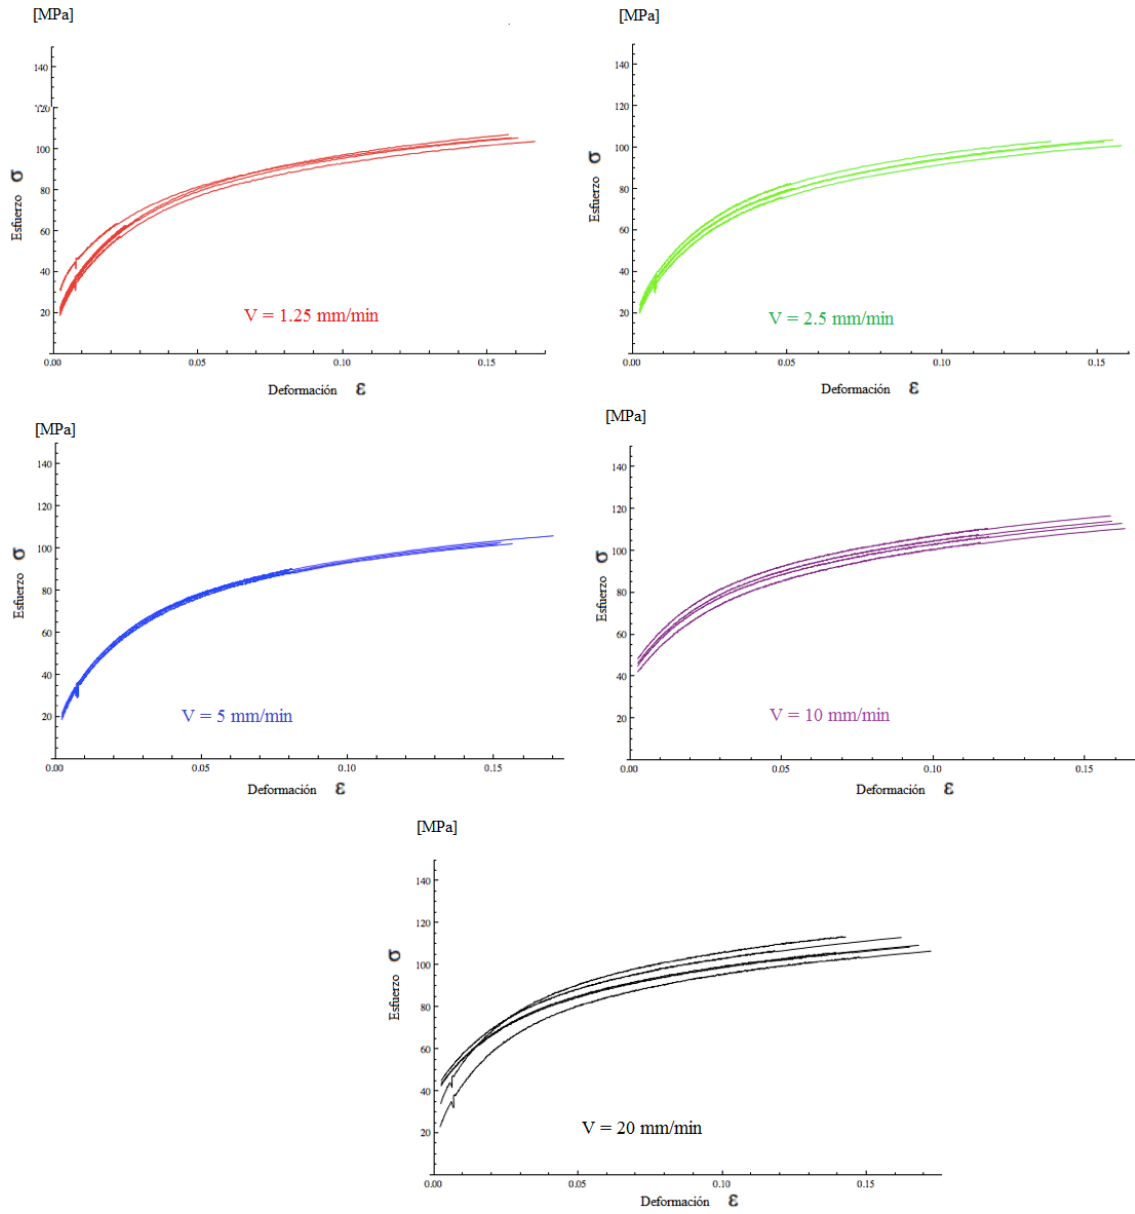 [MPa]
140
120
100
80
60
40
20
Esfuerzo σ
V = 1.25 mm/min
0.00 0.05 0.10 0.15
Deformación ε
[MPa]
140
120
100
80
60
40
20
Esfuerzo σ
V = 2.5 mm/min
0.00 0.05 0.10 0.15
Deformación ε
[MPa]
140
120
100
80
60
40
20
Esfuerzo σ
V = 5 mm/min
0.00 0.05 0.10 0.15
Deformación ε
[MPa]
140
120
100
80
60
40
20
Esfuerzo σ
V = 10 mm/min
0.00 0.05 0.10 0.15
Deformación ε
[MPa]
140
120
100
80
60
40
20
Esfuerzo σ
V = 20 mm/min
0.00 0.05 0.10 0.15
Deformación ε